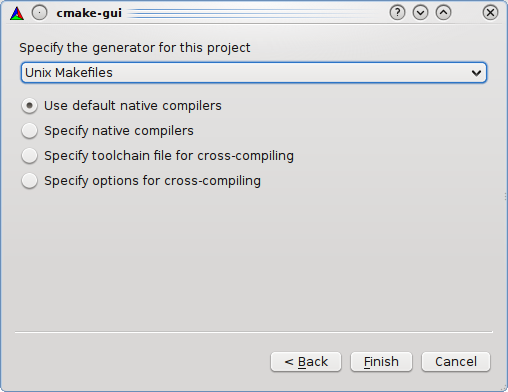 cmake-gui
Specify the generator for this project
Unix Makefiles
Use default native compilers
Specify native compilers
Specify toolchain file for cross-compiling
Specify options for cross-compiling
< Back
Finish
Cancel